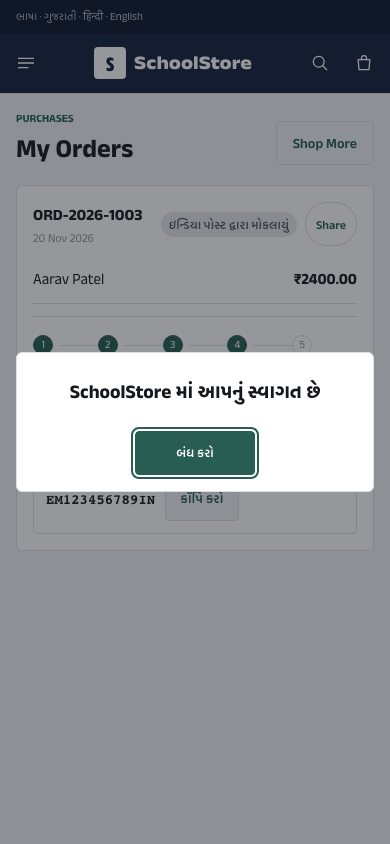 ભાષા · ગુજરાતી · हिन्दी · English
S SchoolStore
PURCHASES
My Orders
Shop More
ORD-2026-1003
20 Nov 2026
ઇન્ડિયા પોસ્ટ દ્વારા મોકલાયું
Share
Aarav Patel
₹2400.00
1 2 3 4 5
SchoolStore માં આપનું સ્વાગત છે
બંધ કરો
EM123456789IN
કૉપિ કરો